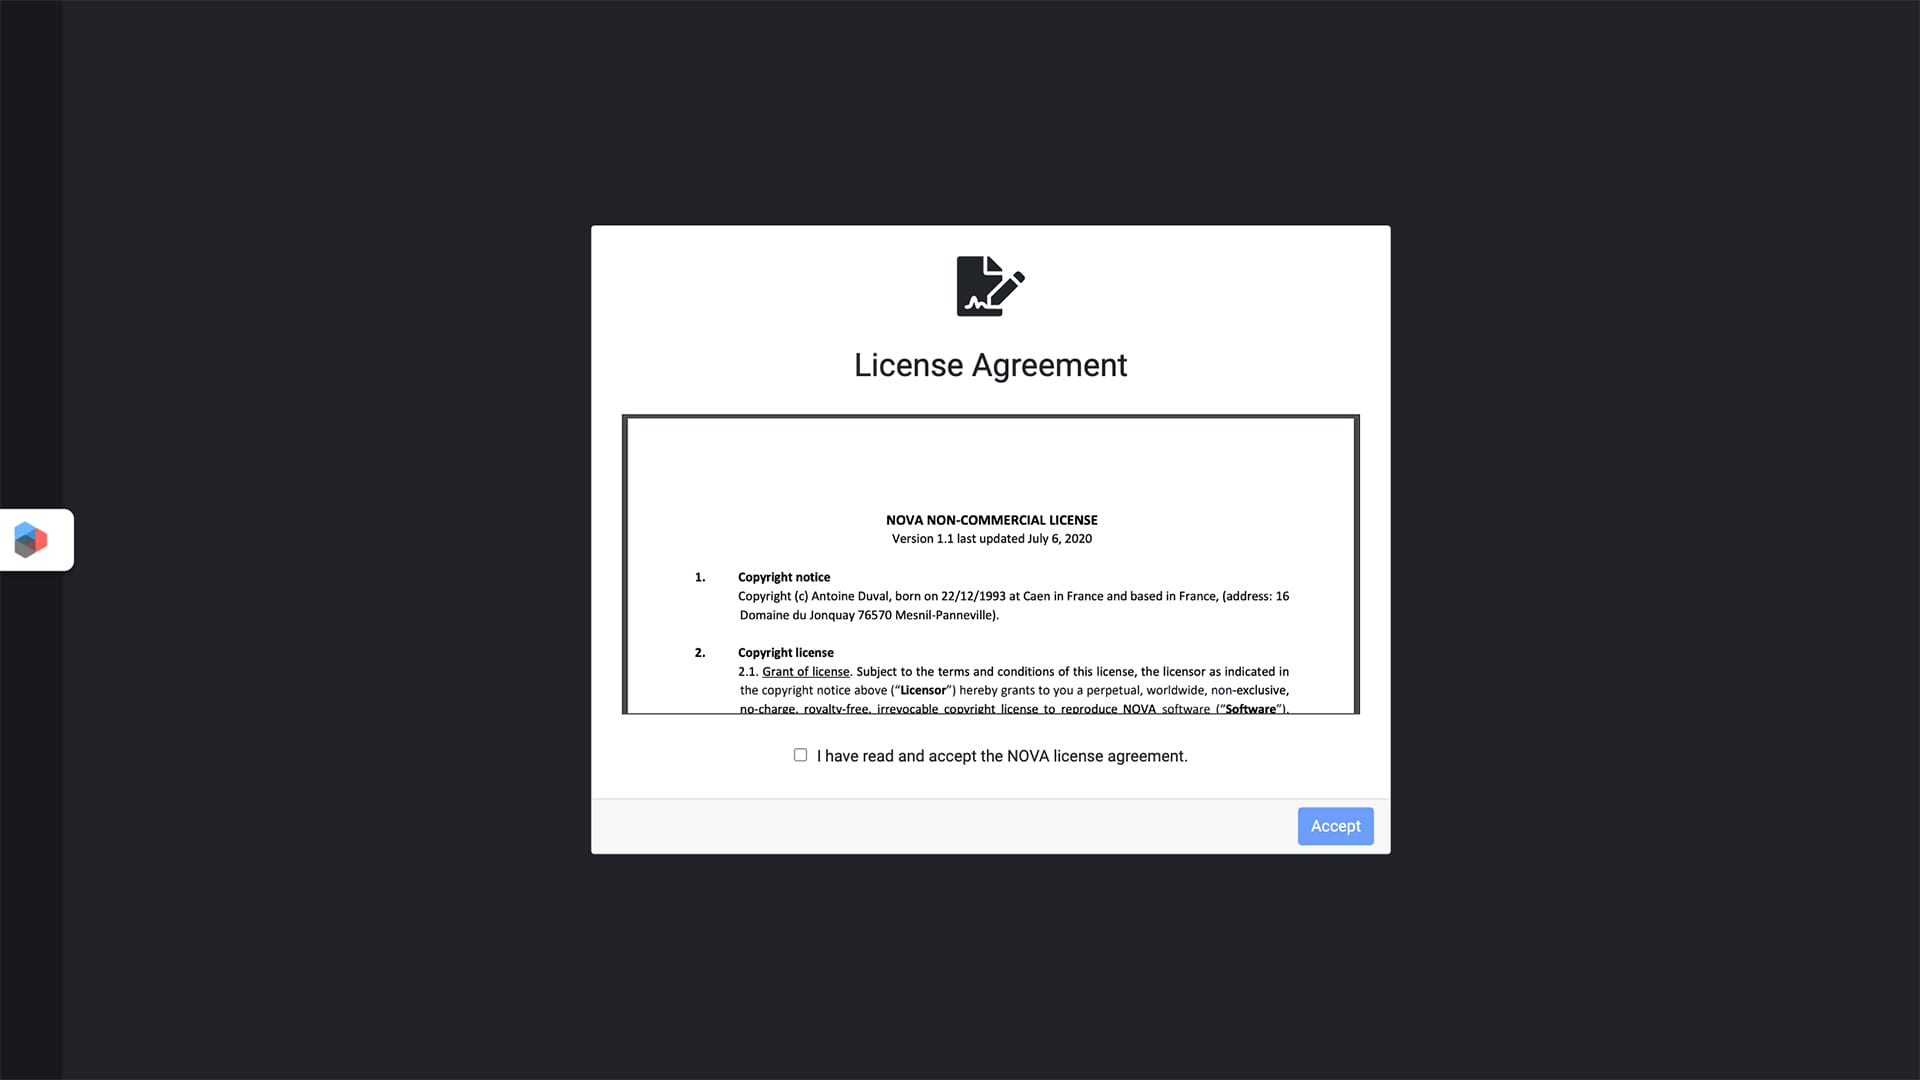 License Agreement
NOVA NON-COMMERCIAL LICENSE
Version 1.1 last updated July 6, 2020
1. Copyright notice
Copyright (c) Antoine Duval, born on 22/12/1993 at Caen in France and based in France, (address: 16
Domaine du Jonquay 76570 Mesnil-Panneville).
2. Copyright license
2.1. Grant of license. Subject to the terms and conditions of this license, the licensor as indicated in
the copyright notice above (“Licensor”) hereby grants to you a perpetual, worldwide, non-exclusive,
no-charge, royalty-free, irrevocable copyright license to reproduce NOVA software (“Software”),
I have read and accept the NOVA license agreement.
Accept